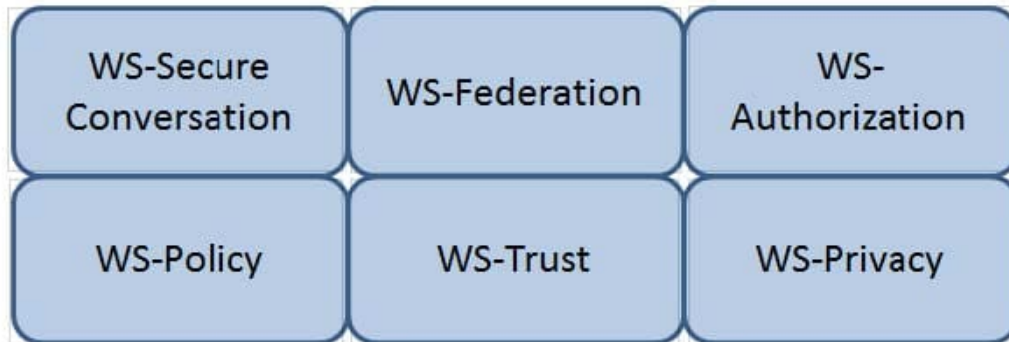 WS-Secure
Conversation
WS-Federation
WS-
Authorization
WS-Policy
WS-Trust
WS-Privacy